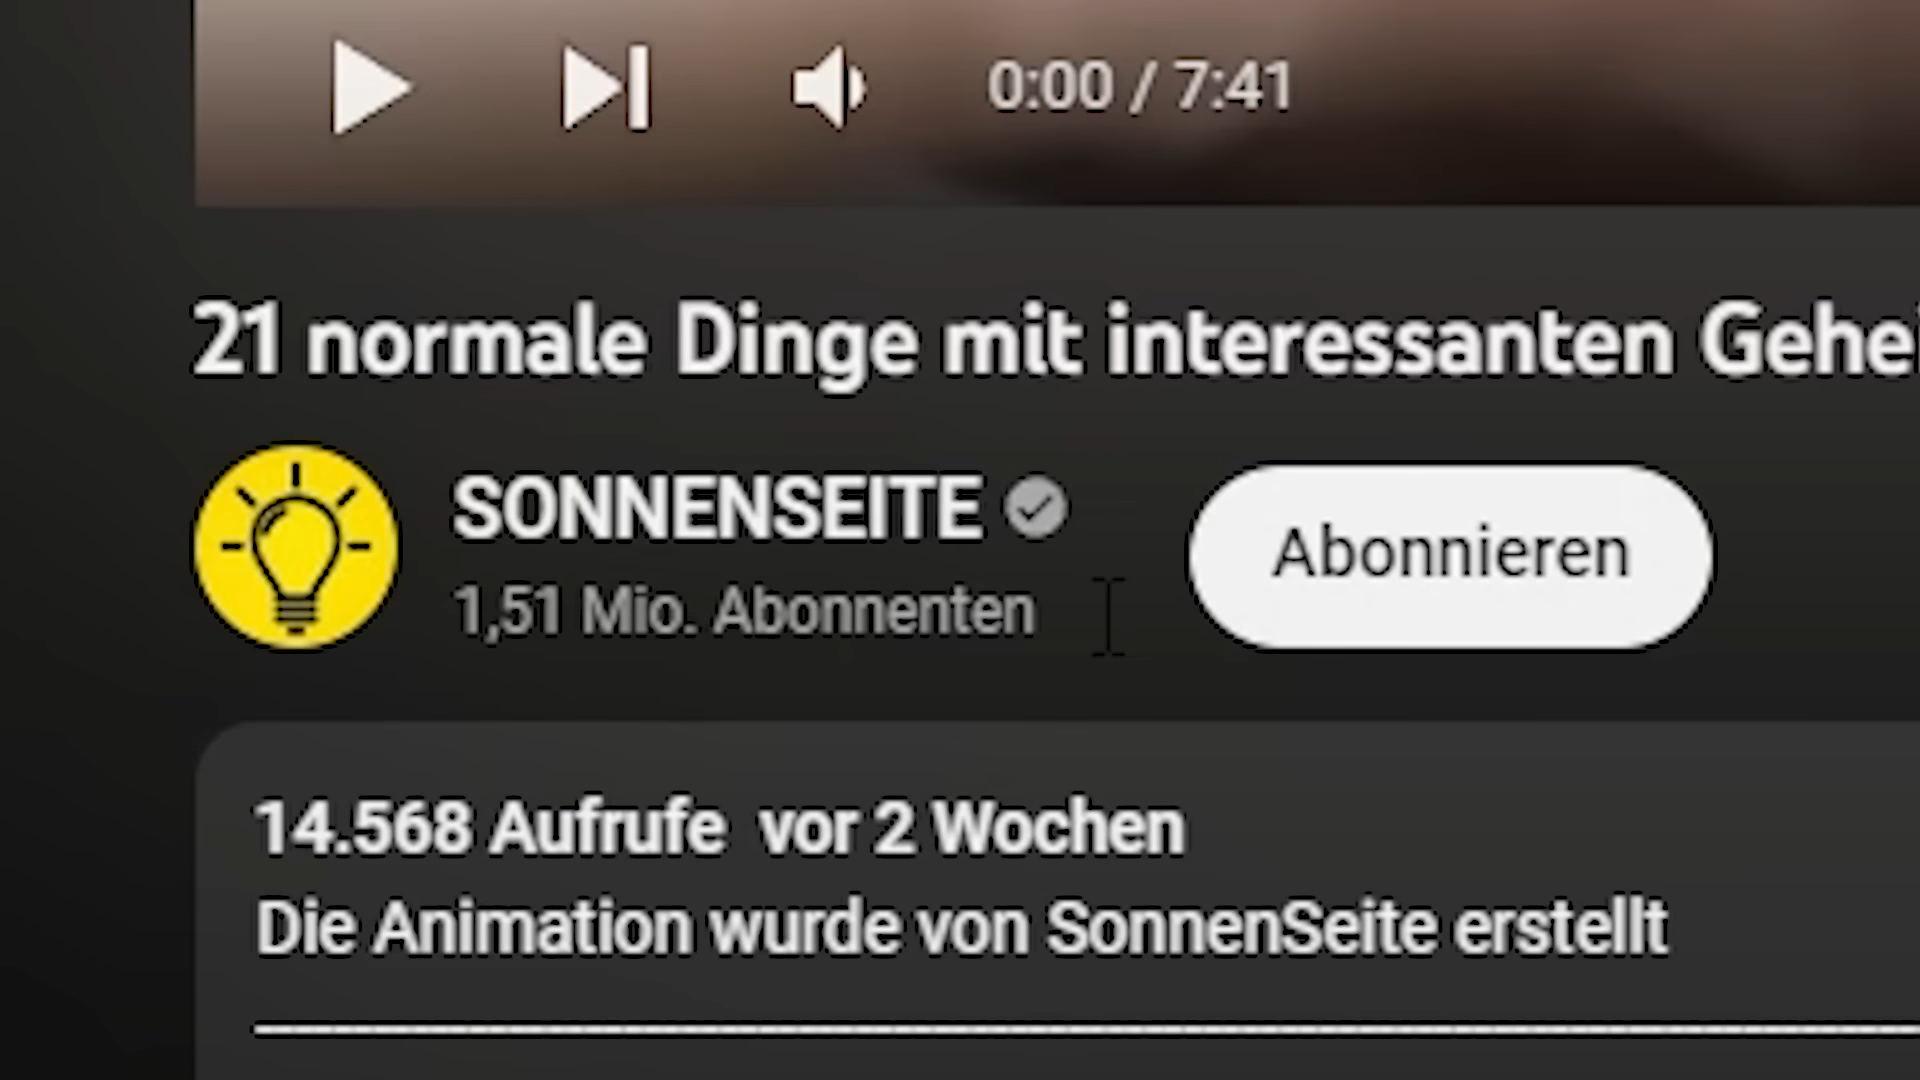 0:00 / 7:41
21 normale Dinge mit interessanten Gehei
SONNENSEITE
1,51 Mio. Abonnenten
Abonnieren
14.568 Aufrufe vor 2 Wochen
Die Animation wurde von SonnenSeite erstellt